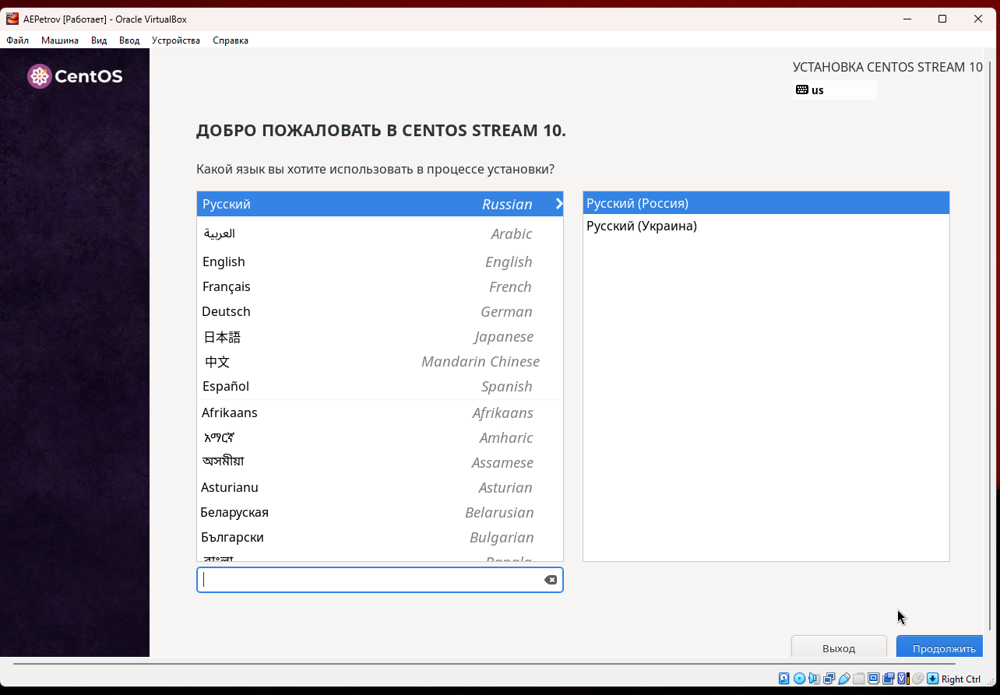 AEPetrov [Работает] - Oracle VirtualBox
Файл Машина Вид Ввод Устройства Справка
CentOS
УСТАНОВКА CENTOS STREAM 10
us
ДОБРО ПОЖАЛОВАТЬ В CENTOS STREAM 10.
Какой язык вы хотите использовать в процессе установки?
Русский Russian
العربية Arabic
English English
Français French
Deutsch German
日本語 Japanese
中文 Mandarin Chinese
Español Spanish
Afrikaans Afrikaans
አማርኛ Amharic
অসমীয়া Assamese
Asturianu Asturian
Беларуская Belarusian
Български Bulgarian
বাংলা Bangla
Русский (Россия)
Русский (Украина)
Выход Продолжить
Right Ctrl